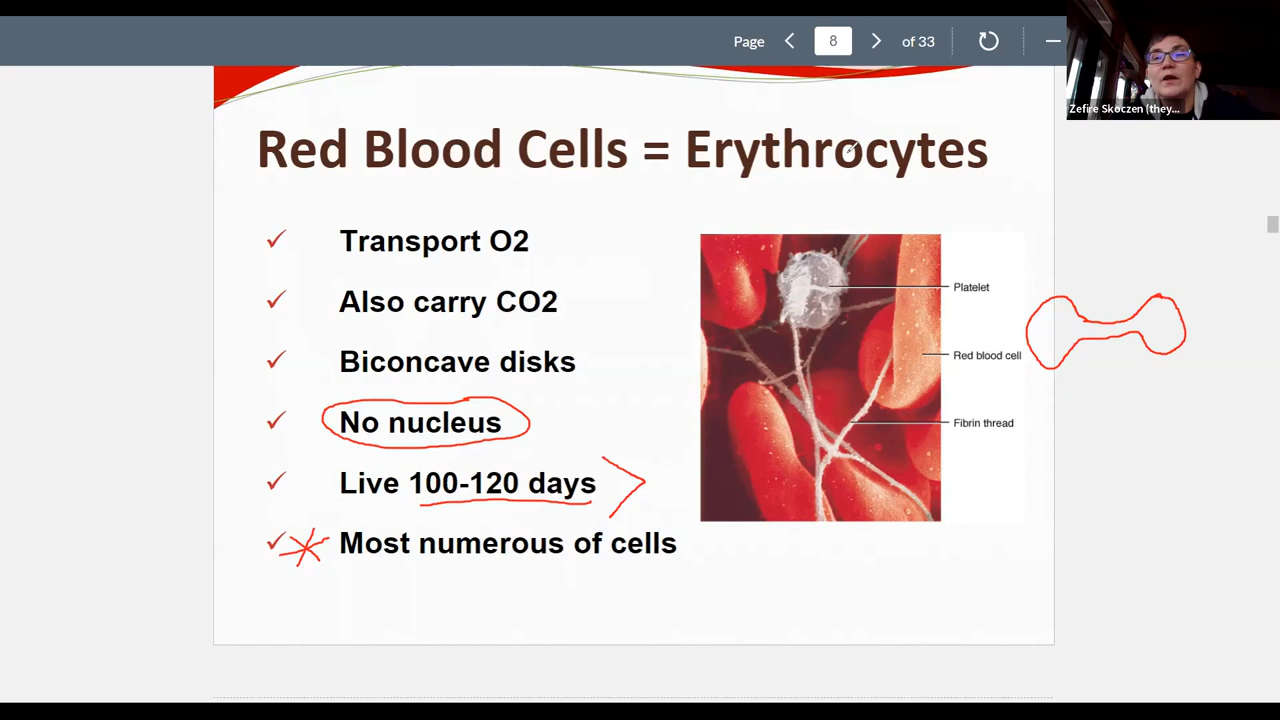 Page 8 of 33
Zefire Skoczen (they...
Red Blood Cells = Erythrocytes
✓ Transport O2
✓ Also carry CO2
✓ Biconcave disks
✓ No nucleus
✓ Live 100-120 days
✓ Most numerous of cells
Platelet
Red blood cell
Fibrin thread